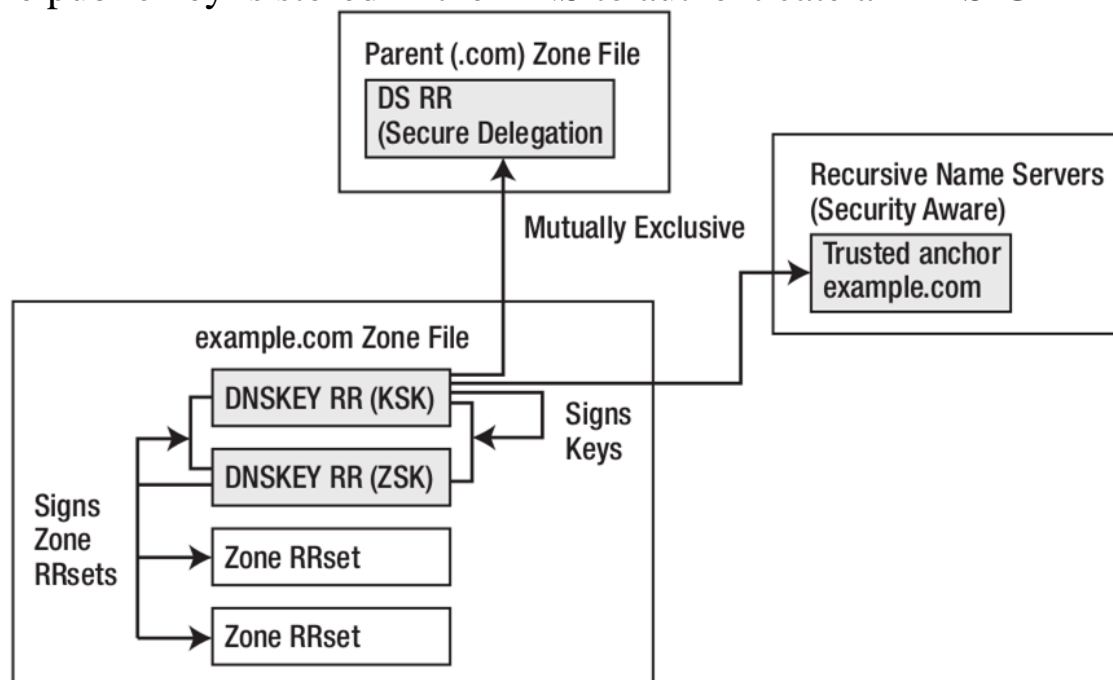 Parent (.com) Zone File
DS RR
(Secure Delegation
Recursive Name Servers
(Security Aware)
Mutually Exclusive
Trusted anchor
example.com
example.com Zone File
DNSKEY RR (KSK)
Signs
Keys
DNSKEY RR (ZSK)
Signs
Zone
RRsets
Zone RRset
Zone RRset